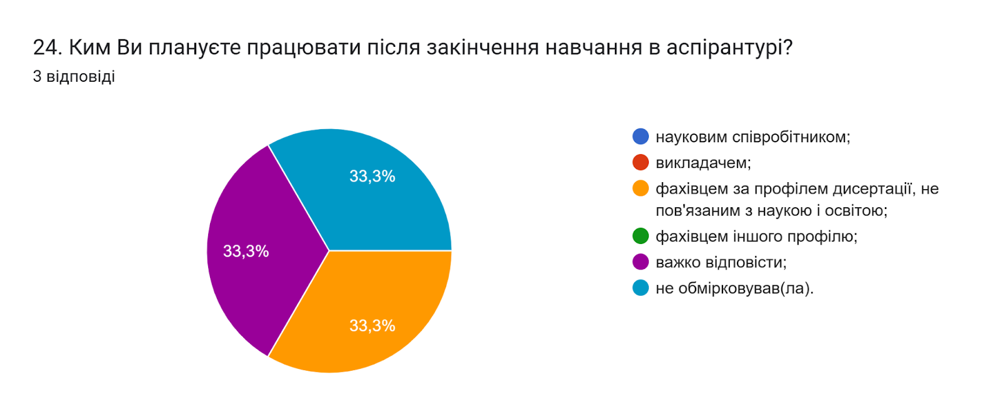 24. Ким Ви плануєте працювати після закінчення навчання в аспірантурі?
3 відповіді
33,3%
33,3%
33,3%
науковим співробітником;
викладачем;
фахівцем за профілем дисертації, не
пов'язаним з наукою і освітою;
фахівцем іншого профілю;
важко відповісти;
не обмірковував(ла).